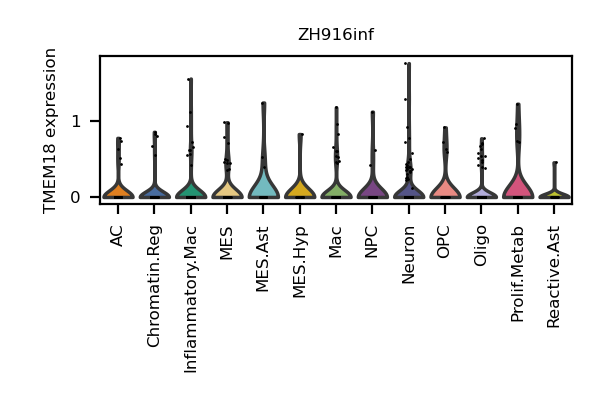 ZH916inf
TMEM18 expression
1
0
AC
Chromatin.Reg
Inflammatory.Mac
MES
MES.Ast
MES.Hyp
Mac
NPC
Neuron
OPC
Oligo
Prolif.Metab
Reactive.Ast